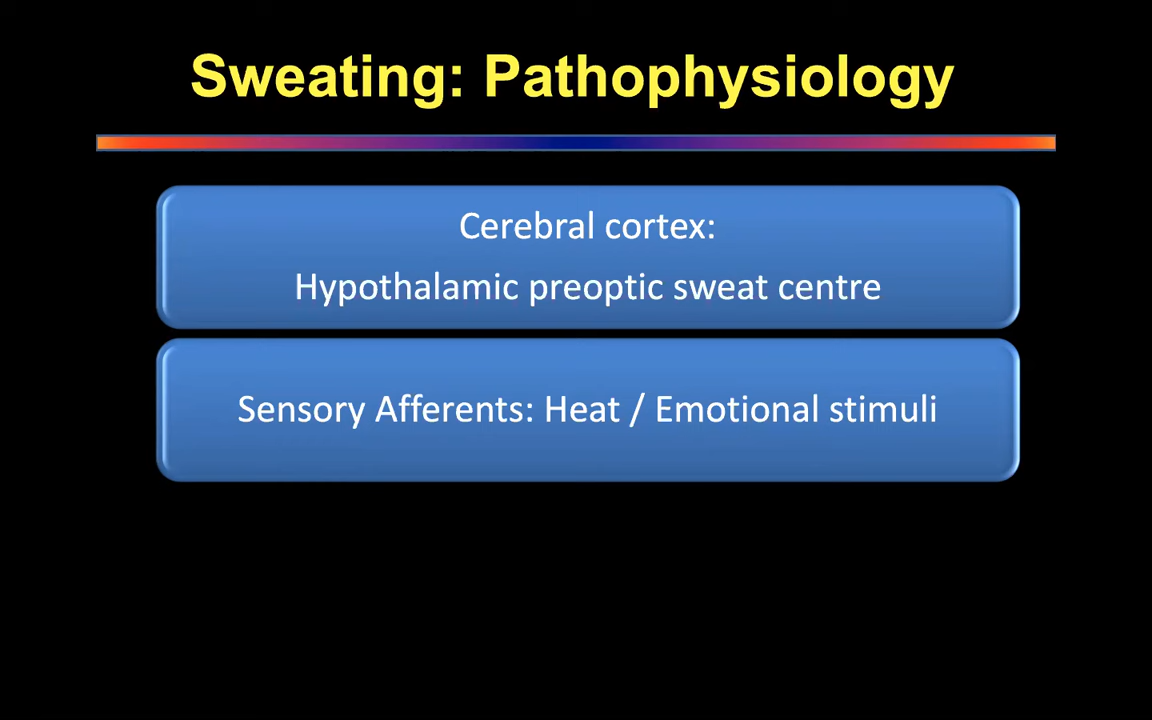 Sweating: Pathophysiology
Cerebral cortex:
Hypothalamic preoptic sweat centre
Sensory Afferents: Heat / Emotional stimuli